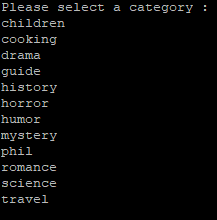 Please select a category :
children
cooking
drama
guide
history
horror
humor
mystery
phil
romance
science
travel